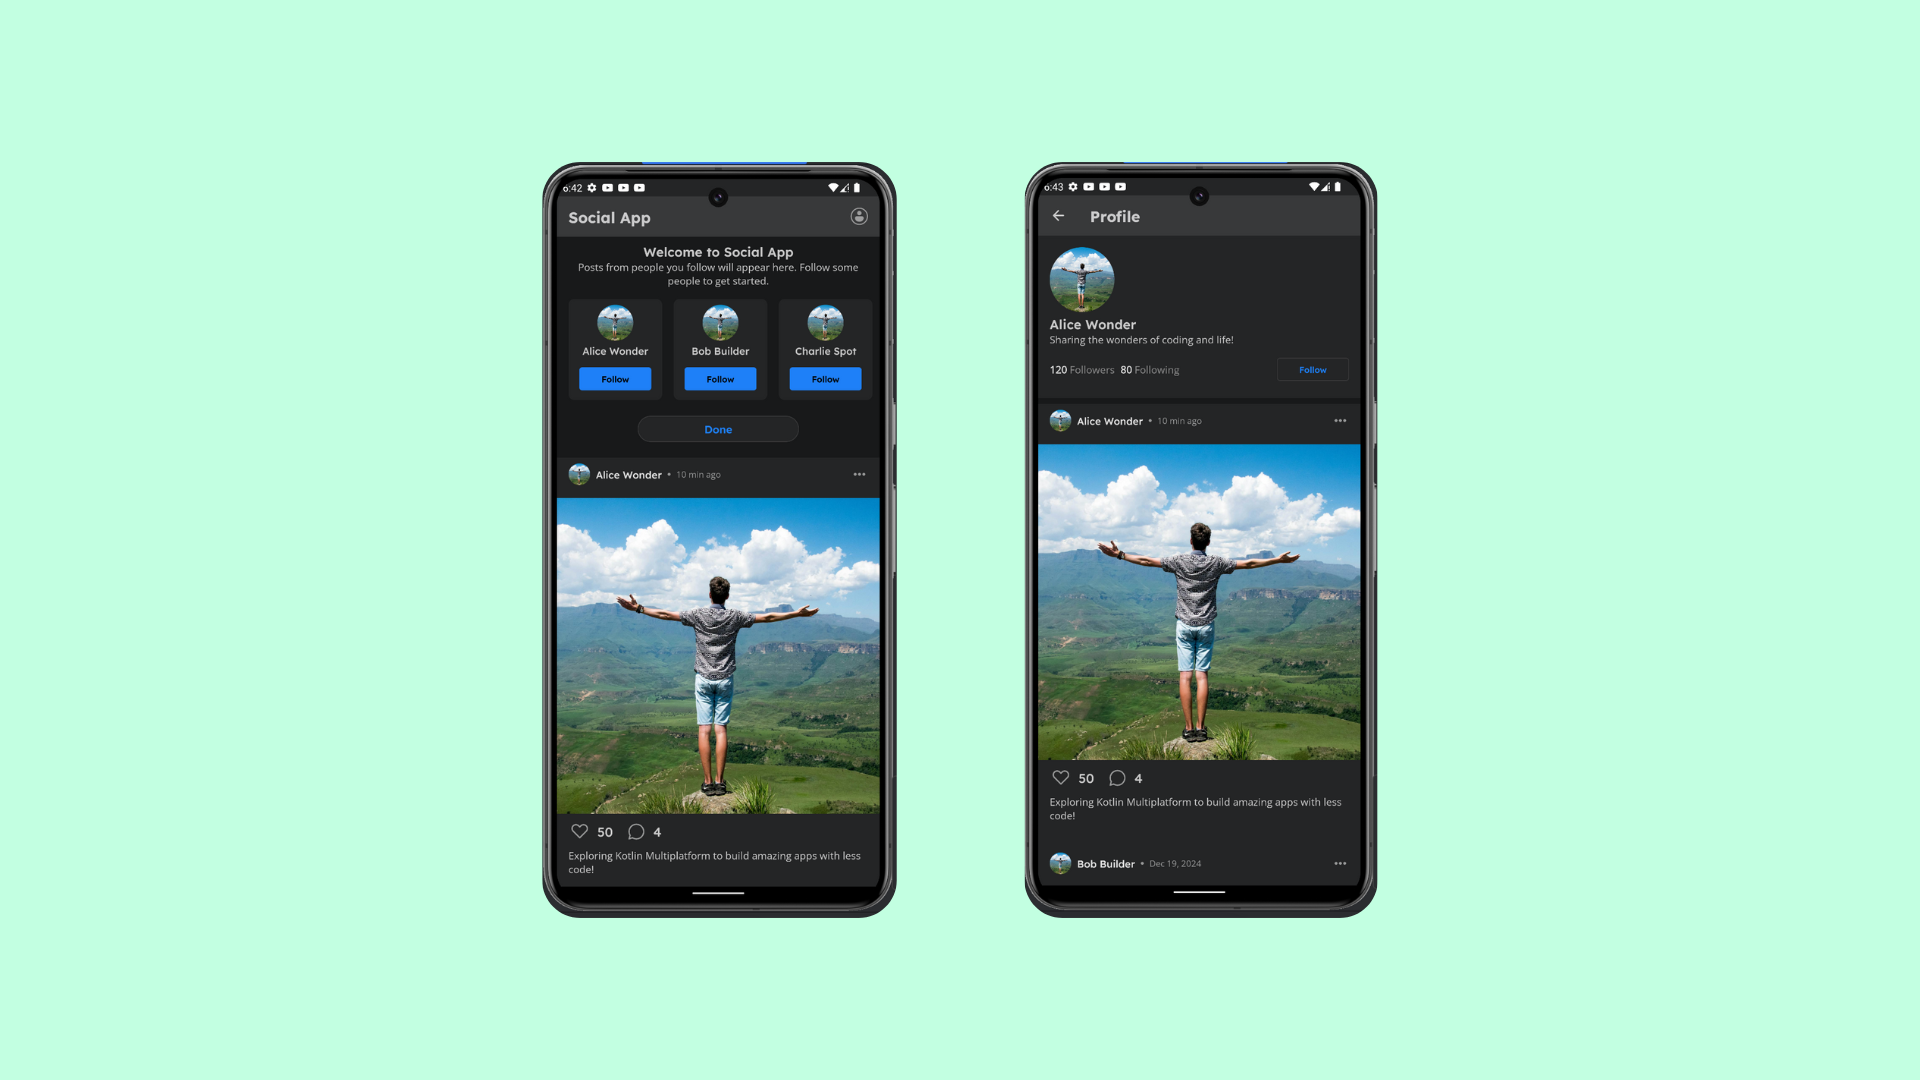 6:42
Social App
Welcome to Social App
Posts from people you follow will appear here. Follow some
people to get started.
Alice Wonder
Bob Builder
Charlie Spot
Follow
Follow
Follow
Done
Alice Wonder • 10 min ago
50
4
Exploring Kotlin Multiplatform to build amazing apps with less
code!
6:43
Profile
Alice Wonder
Sharing the wonders of coding and life!
120 Followers 80 Following
Follow
Alice Wonder • 10 min ago
50
4
Exploring Kotlin Multiplatform to build amazing apps with less
code!
Bob Builder • Dec 19, 2024